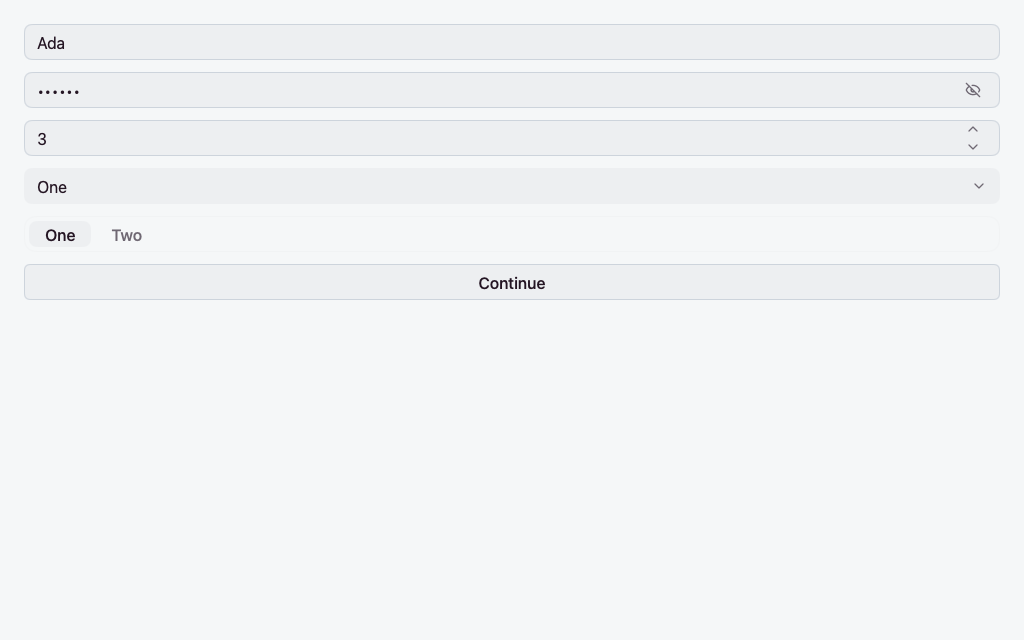 Ada
••••••
3
One
One Two
Continue